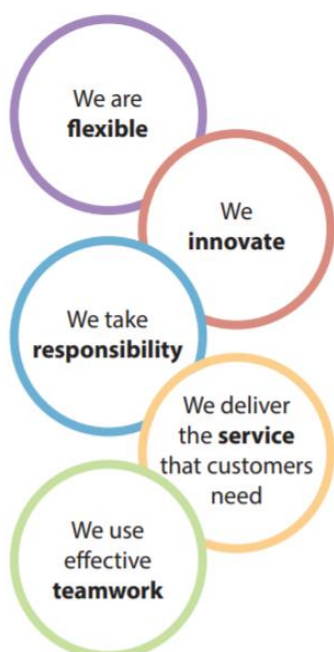 We are
flexible
We
innovate
We take
responsibility
We deliver
the service
that customers
need
We use
effective
teamwork